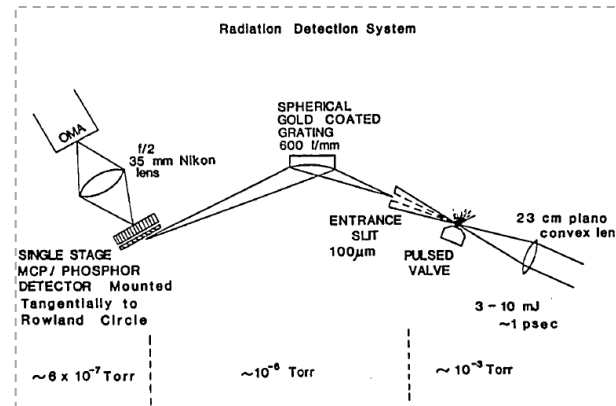 Radiation Detection System
OMA
f/2
35 mm Nikon
lens
SPHERICAL
GOLD COATED
GRATING
600 l/mm
ENTRANCE
SLIT
100μm
PULSED
VALVE
23 cm plano
convex len
SINGLE STAGE
MCP/ PHOSPHOR
DETECTOR Mounted
Tangentially to
Rowland Circle
3 - 10 mJ
~1 psec
~6 x 10⁻⁷ Torr
~10⁻⁶ Torr
~ 10⁻³ Torr